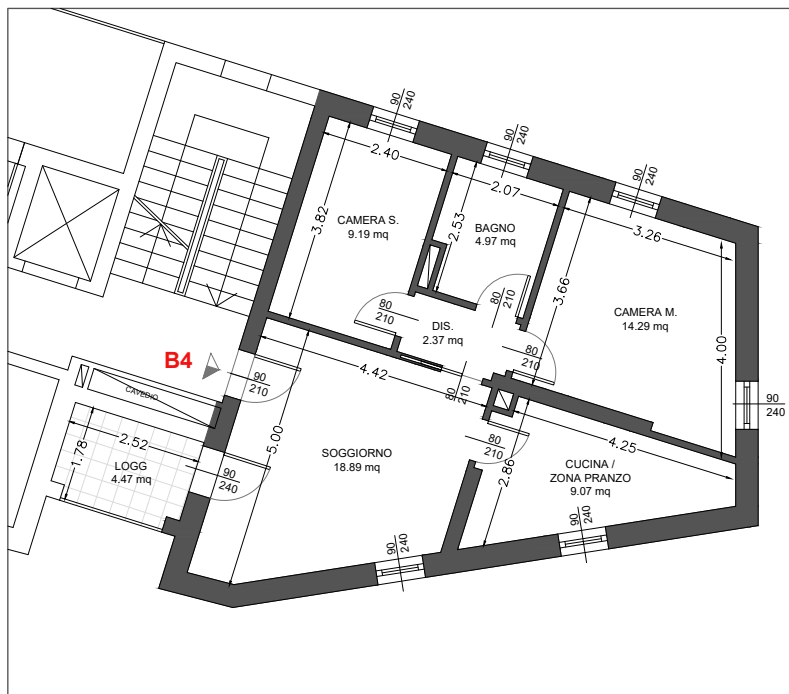 90
240
2.40
CAMERA S.
9.19 mq
3.82
90
240
2.07
BAGNO
4.97 mq
2.53
90
240
3.26
CAMERA M.
14.29 mq
3.66
4.00
90
240
80
210
80
210
DIS.
2.37 mq
80
210
80
210
B4
90
210
4.42
5.00
SOGGIORNO
18.89 mq
CAVEDIO
2.52
1.78
LOGG
4.47 mq
90
240
80
210
4.25
2.86
CUCINA /
ZONA PRANZO
9.07 mq
90
240
90
240